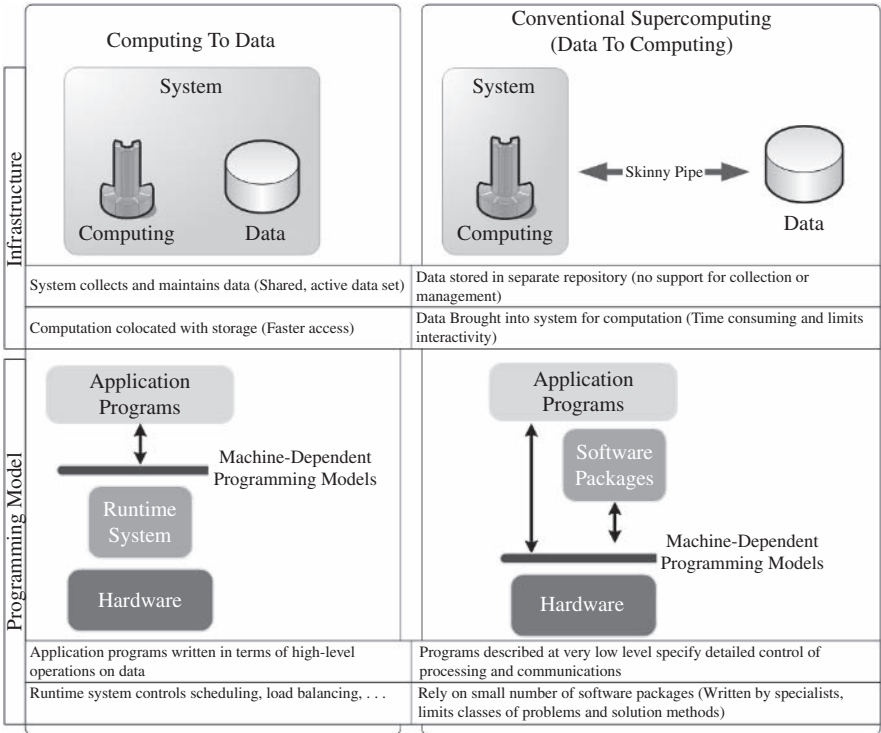 Computing To Data
Conventional Supercomputing
(Data To Computing)
Infrastructure
System
Computing
Data
System
Computing
Skinny Pipe
Data
System collects and maintains data (Shared, active data set)
Data stored in separate repository (no support for collection or
management)
Computation colocated with storage (Faster access)
Data Brought into system for computation (Time consuming and limits
interactivity)
Programming Model
Application
Programs
Machine-Dependent
Programming Models
Runtime
System
Hardware
Application
Programs
Software
Packages
Machine-Dependent
Programming Models
Hardware
Application programs written in terms of high-level
operations on data
Programs described at very low level specify detailed control of
processing and communications
Runtime system controls scheduling, load balancing, . . .
Rely on small number of software packages (Written by specialists,
limits classes of problems and solution methods)